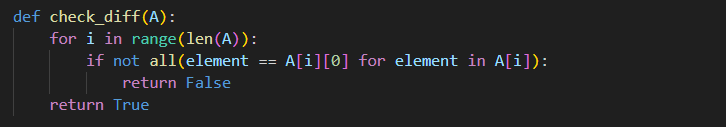 def check_diff(A):
    for i in range(len(A)):
        if not all(element == A[i][0] for element in A[i]):
            return False
    return True